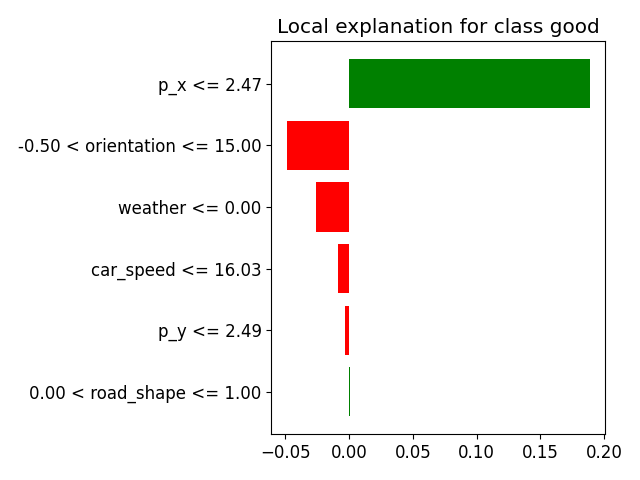 Local explanation for class good
p_x <= 2.47
-0.50 < orientation <= 15.00
weather <= 0.00
car_speed <= 16.03
p_y <= 2.49
0.00 < road_shape <= 1.00
−0.05 0.00 0.05 0.10 0.15 0.20